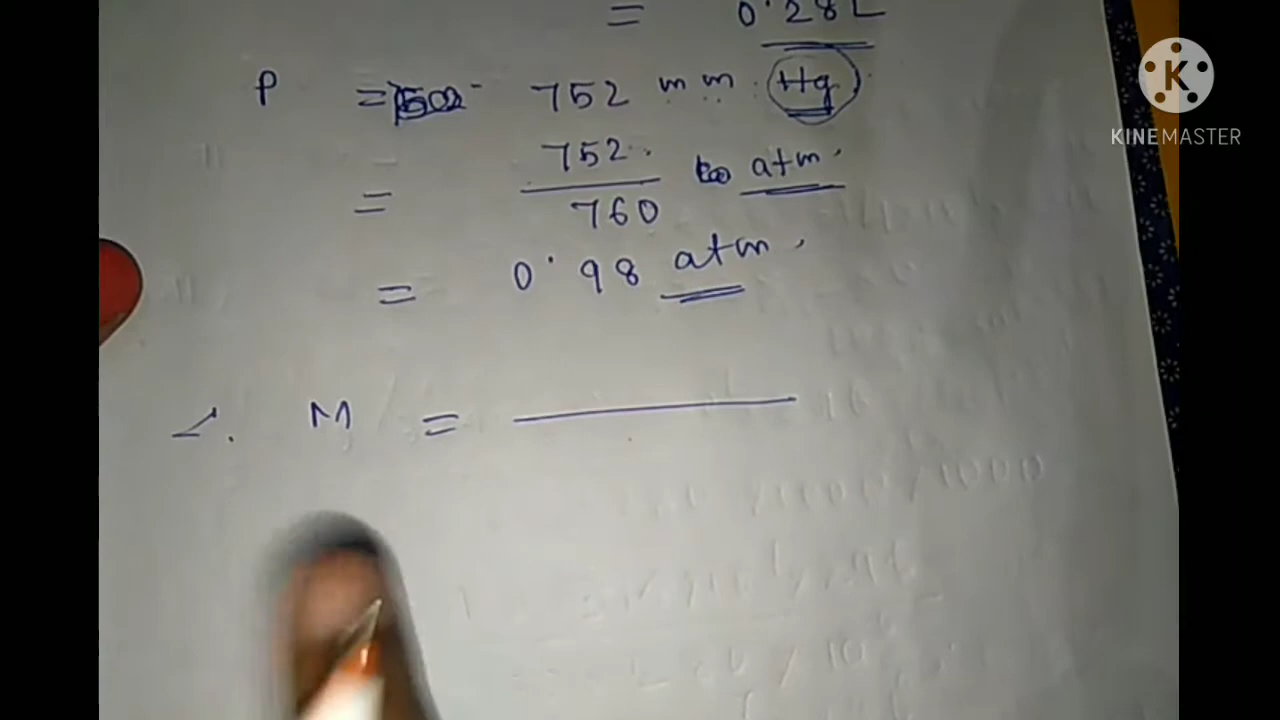 = 0.28L
P = 752 mm Hg
= 752 / 760 atm.
= 0.98 atm.
∴ M =
K
KINEMASTER